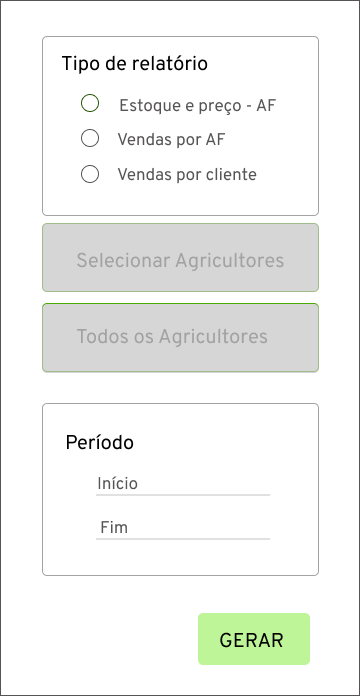 Tipo de relatório
Estoque e preço - AF
Vendas por AF
Vendas por cliente
Selecionar Agricultores
Todos os Agricultores
Período
Início
Fim
GERAR